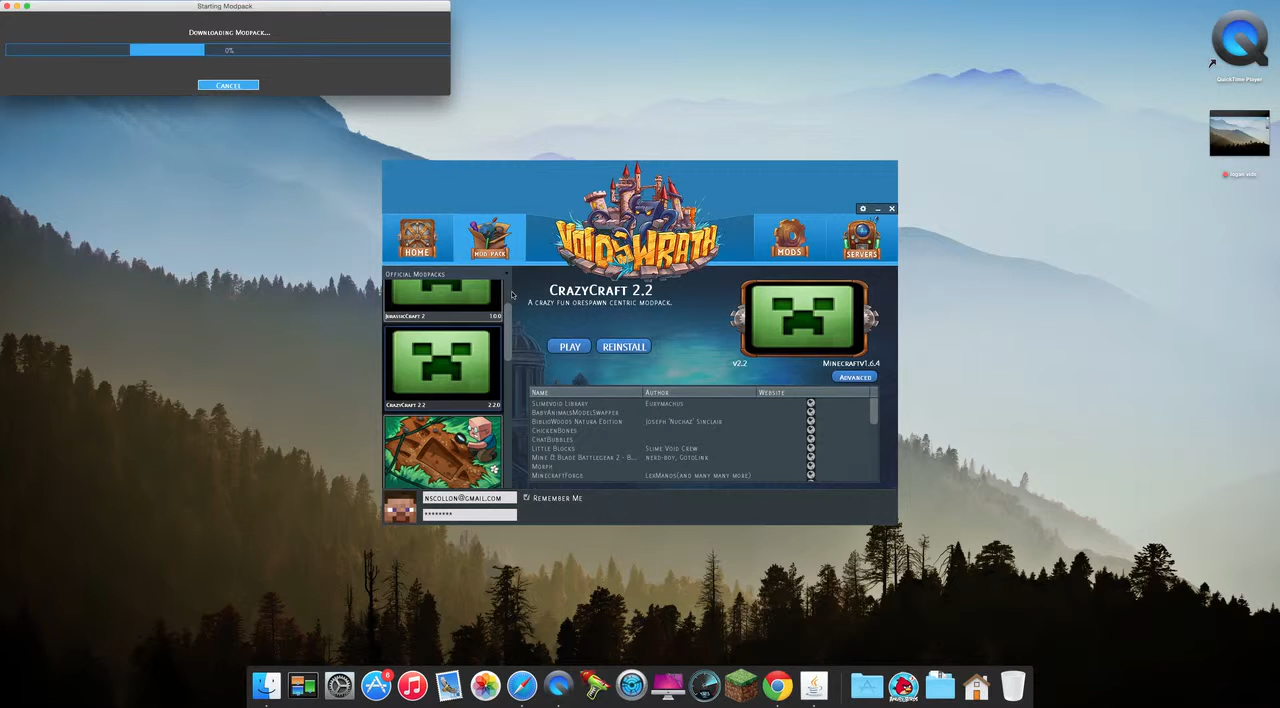 Starting Modpack
Downloading Modpack...
0%
Cancel
QuickTime Player
VOIDSWRATH
HOME
MOD PACK
MODS
SERVERS
Official Modpacks
CrazyCraft 2.2
A crazy fun orespawn centric modpack.
JurassicCraft 2 1.0.0
PLAY REINSTALL
v2.2 Minecraftv1.6.4
Advanced
CrazyCraft 2.2 2.2.0
Name Author Website
Slimevoid Library Eurymachus
BabyAnimalsModelSwapper
BiblioWoods Natura Edition Joseph "Nuchaz" Sinclair
ChickenBones
ChatBubbles
Little Blocks Slime Void Crew
Mine & Blade Battlegear 2 - B... nerd-boy, GotoLink
Morph
MinecraftForge LexManos(and many many more)
nscollon@gmail.com
********
Remember Me
6